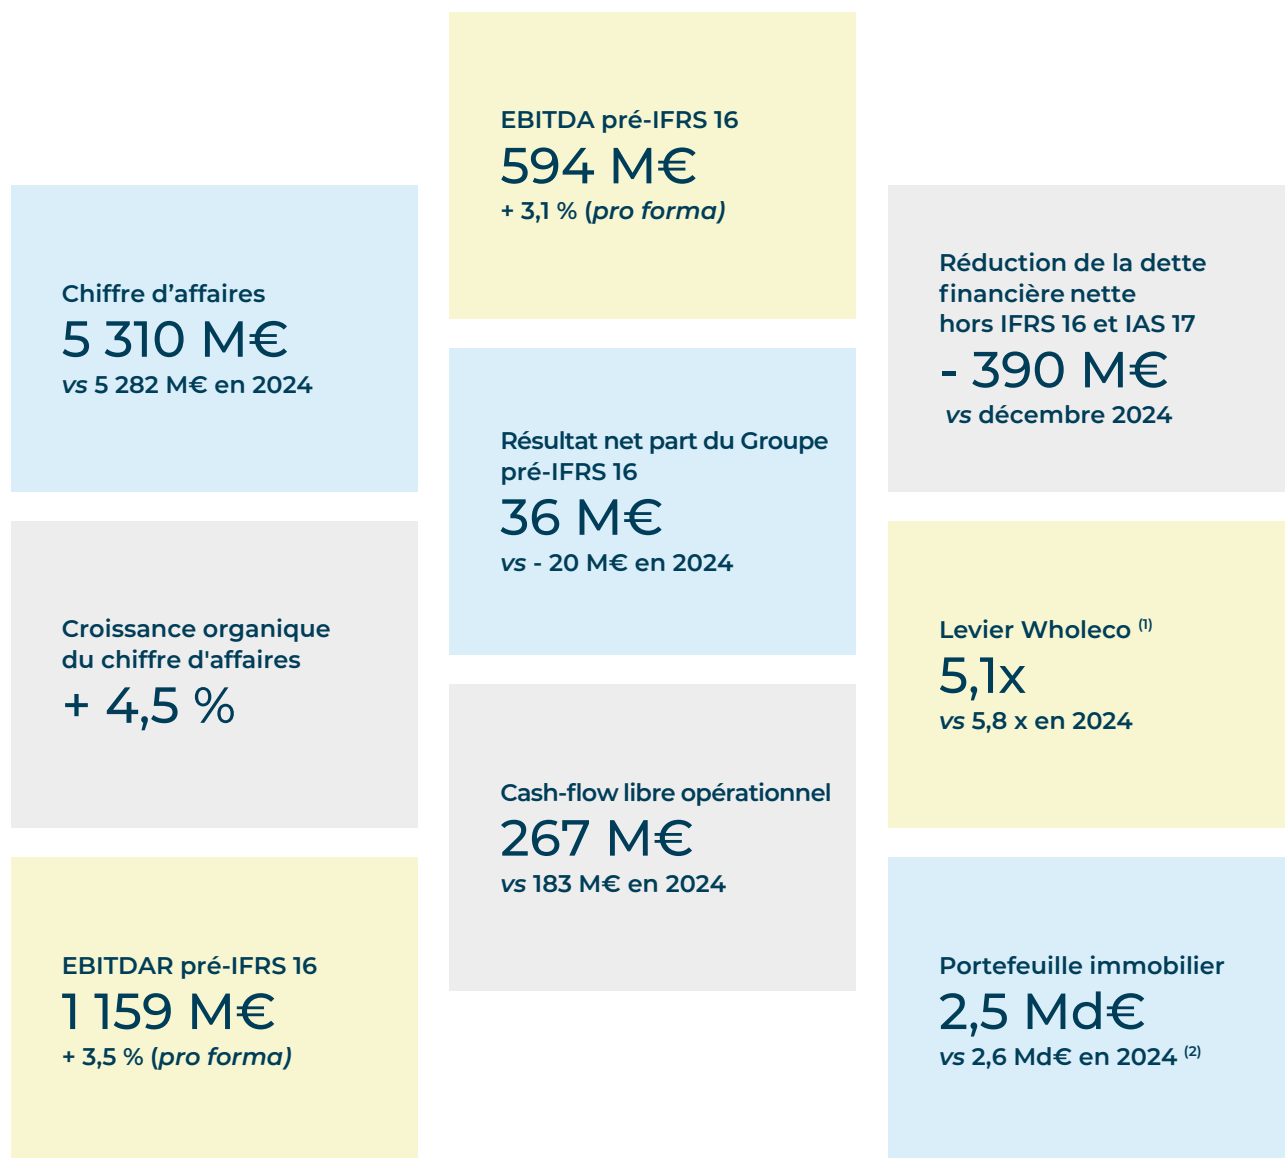 Chiffre d’affaires
5 310 M€
vs 5 282 M€ en 2024
Croissance organique
du chiffre d'affaires
+ 4,5 %
EBITDAR pré-IFRS 16
1 159 M€
+ 3,5 % (pro forma)
EBITDA pré-IFRS 16
594 M€
+ 3,1 % (pro forma)
Résultat net part du Groupe
pré-IFRS 16
36 M€
vs - 20 M€ en 2024
Cash-flow libre opérationnel
267 M€
vs 183 M€ en 2024
Réduction de la dette
financière nette
hors IFRS 16 et IAS 17
- 390 M€
vs décembre 2024
Levier Wholeco (1)
5,1x
vs 5,8 x en 2024
Portefeuille immobilier
2,5 Md€
vs 2,6 Md€ en 2024 (2)